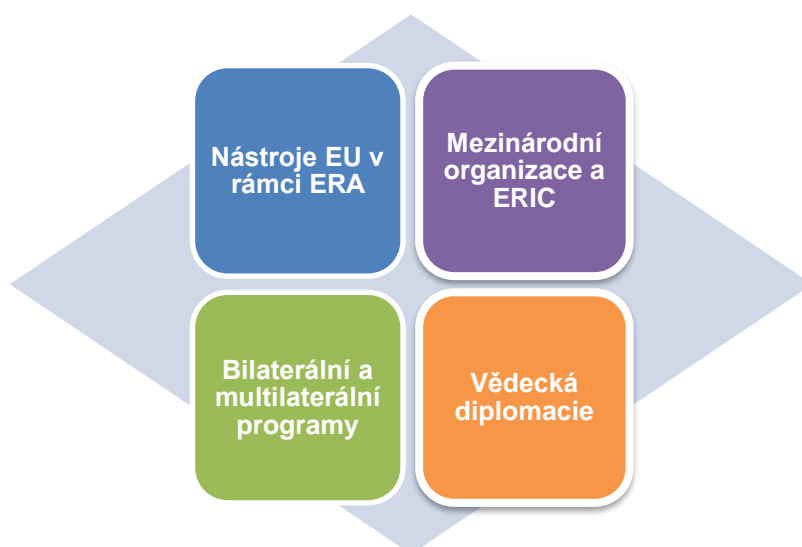 Nástroje EU v
rámci ERA
Mezinárodní
organizace a
ERIC
Bilaterální a
multilaterální
programy
Vědecká
diplomacie